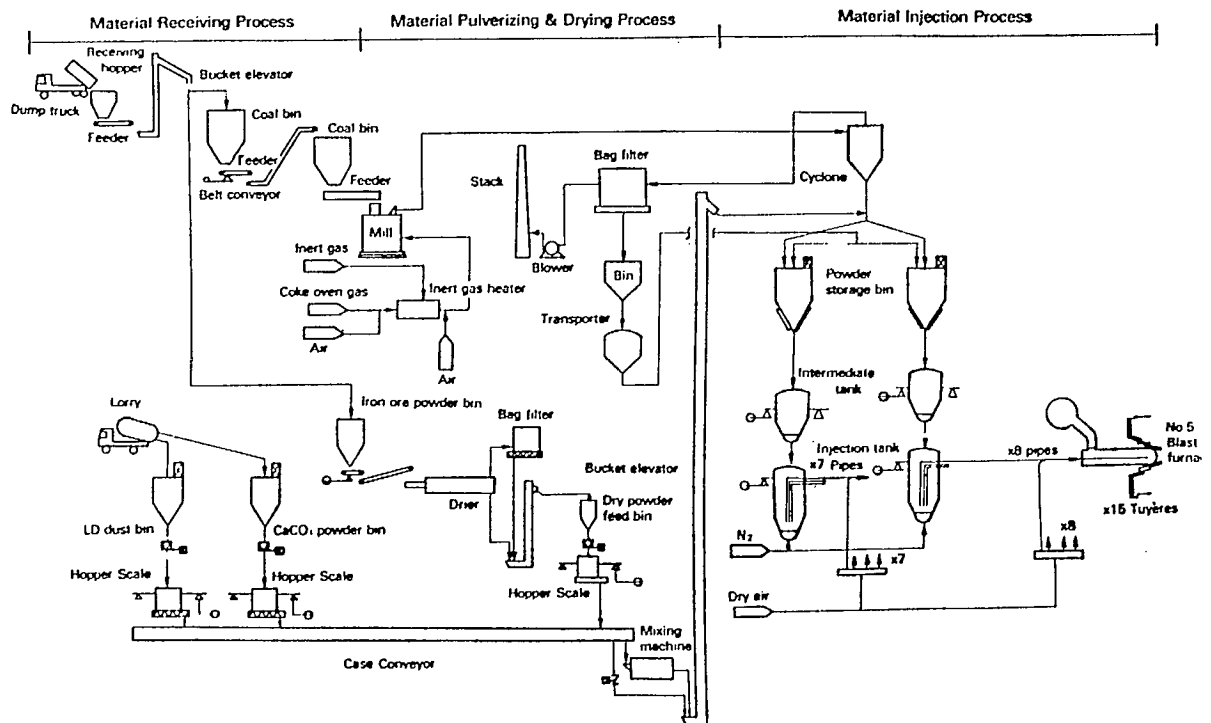 Material Receiving Process
Material Pulverizing & Drying Process
Material Injection Process
Receiving
hopper
Bucket elevator
Dump truck
Feeder
Coal bin
Feeder
Belt conveyor
Coal bin
Feeder
Mill
Stack
Bag filter
Blower
Bin
Transporter
Cyclone
Powder
storage bin
Inert gas
Inert gas heater
Coke oven gas
Air
Air
Intermediate
tank
Injection tank
x7 Pipes
x8 pipes
No 5
Blast
furna
x15 Tuyères
N2
x7
x8
Dry air
Lorry
Iron ore powder bin
Bag filter
Bucket elevator
Drier
Dry powder
feed bin
LD dust bin
CaCO3 powder bin
Hopper Scale
Hopper Scale
Hopper Scale
Mixing
machine
Case Conveyor